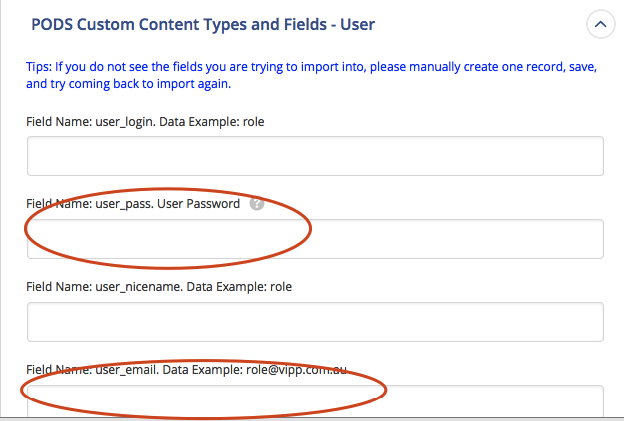 PODS Custom Content Types and Fields - User
Tips: If you do not see the fields you are trying to import into, please manually create one record, save,
and try coming back to import again.
Field Name: user_login. Data Example: role
Field Name: user_pass. User Password ?
Field Name: user_nicename. Data Example: role
Field Name: user_email. Data Example: role@vipp.com.au